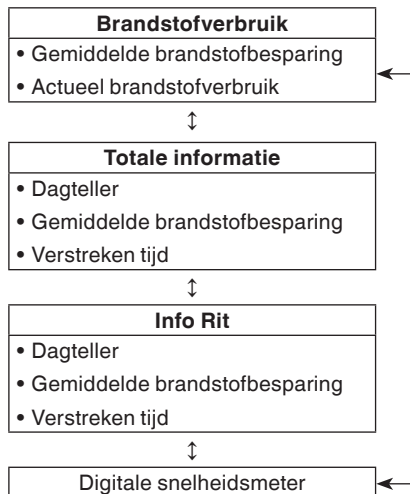 Brandstofverbruik
• Gemiddelde brandstofbesparing
• Actueel brandstofverbruik
↕
Totale informatie
• Dagteller
• Gemiddelde brandstofbesparing
• Verstreken tijd
↕
Info Rit
• Dagteller
• Gemiddelde brandstofbesparing
• Verstreken tijd
↕
Digitale snelheidsmeter